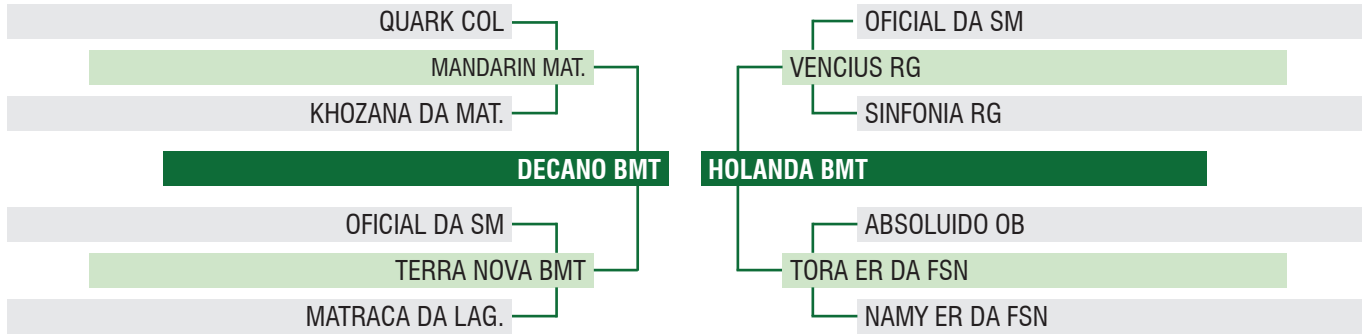 QUARK COL
MANDARIN MAT.
KHOZANA DA MAT.
DECANO BMT
OFICIAL DA SM
TERRA NOVA BMT
MATRACA DA LAG.
OFICIAL DA SM
VENCIUS RG
SINFONIA RG
HOLANDA BMT
ABSOLUIDO OB
TORA ER DA FSN
NAMY ER DA FSN